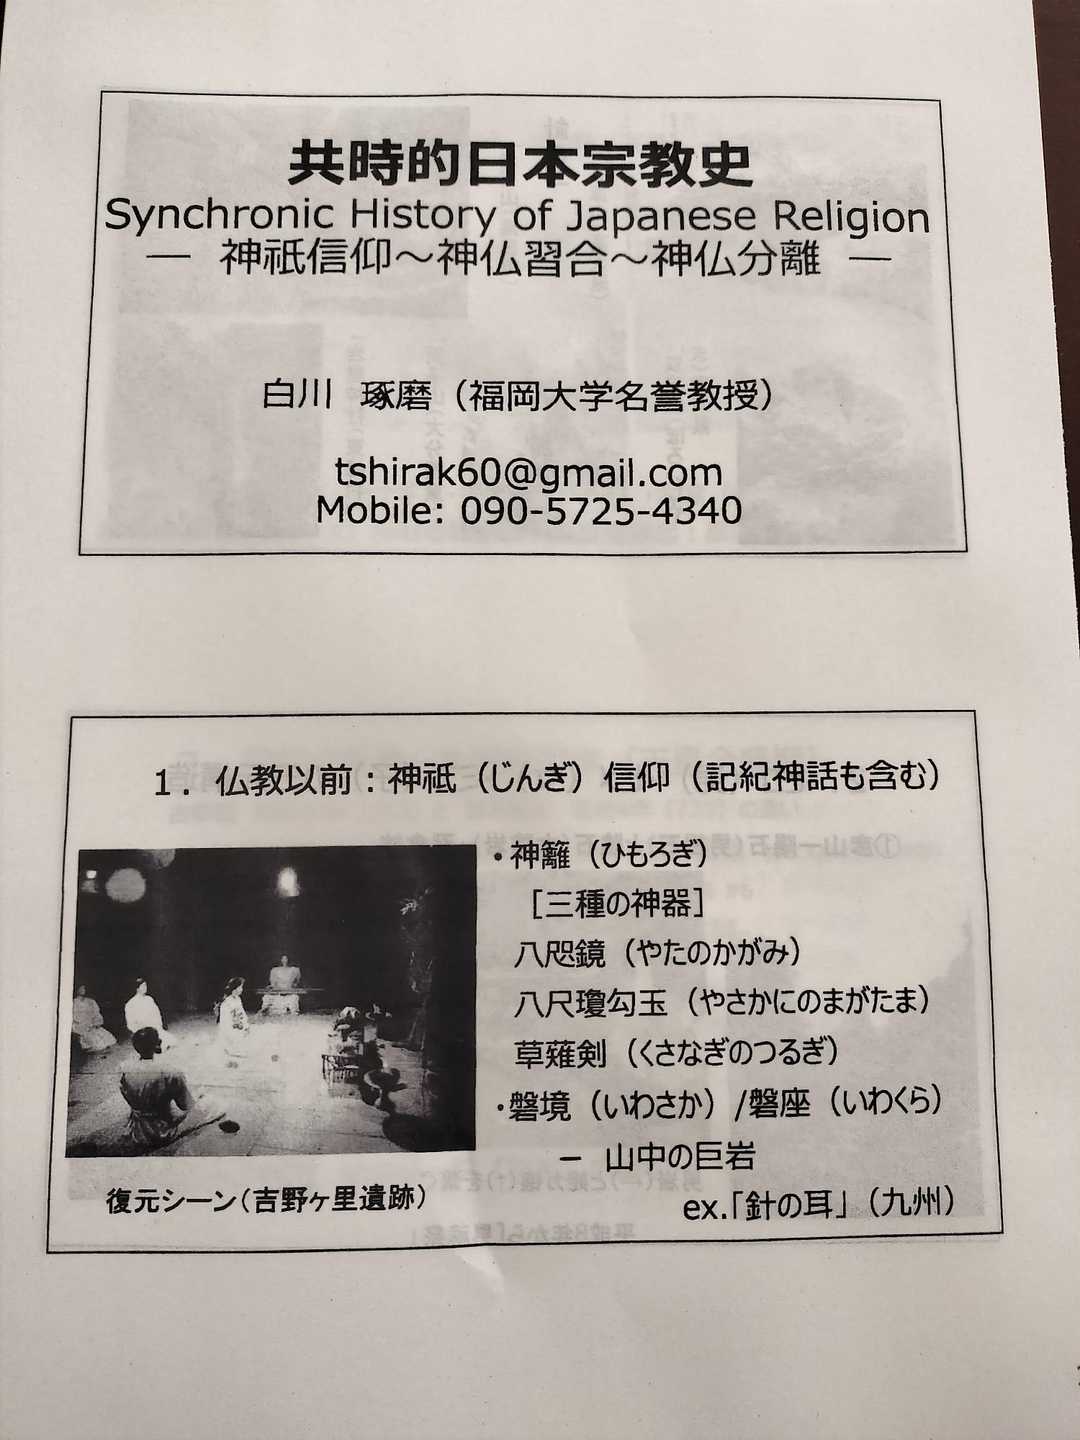 共時的日本宗教史
Synchronic History of Japanese Religion
― 神祇信仰～神仏習合～神仏分離 ―
白川 琢磨（福岡大学名誉教授）
tshirak60@gmail.com
Mobile: 090-5725-4340
1．仏教以前：神祇（じんぎ）信仰（記紀神話も含む）
・神籬（ひもろぎ）
［三種の神器］
八咫鏡（やたのかがみ）
八尺瓊勾玉（やさかにのまがたま）
草薙剣（くさなぎのつるぎ）
・磐境（いわさか）/磐座（いわくら）
― 山中の巨岩
ex.「針の耳」（九州）
復元シーン（吉野ヶ里遺跡）